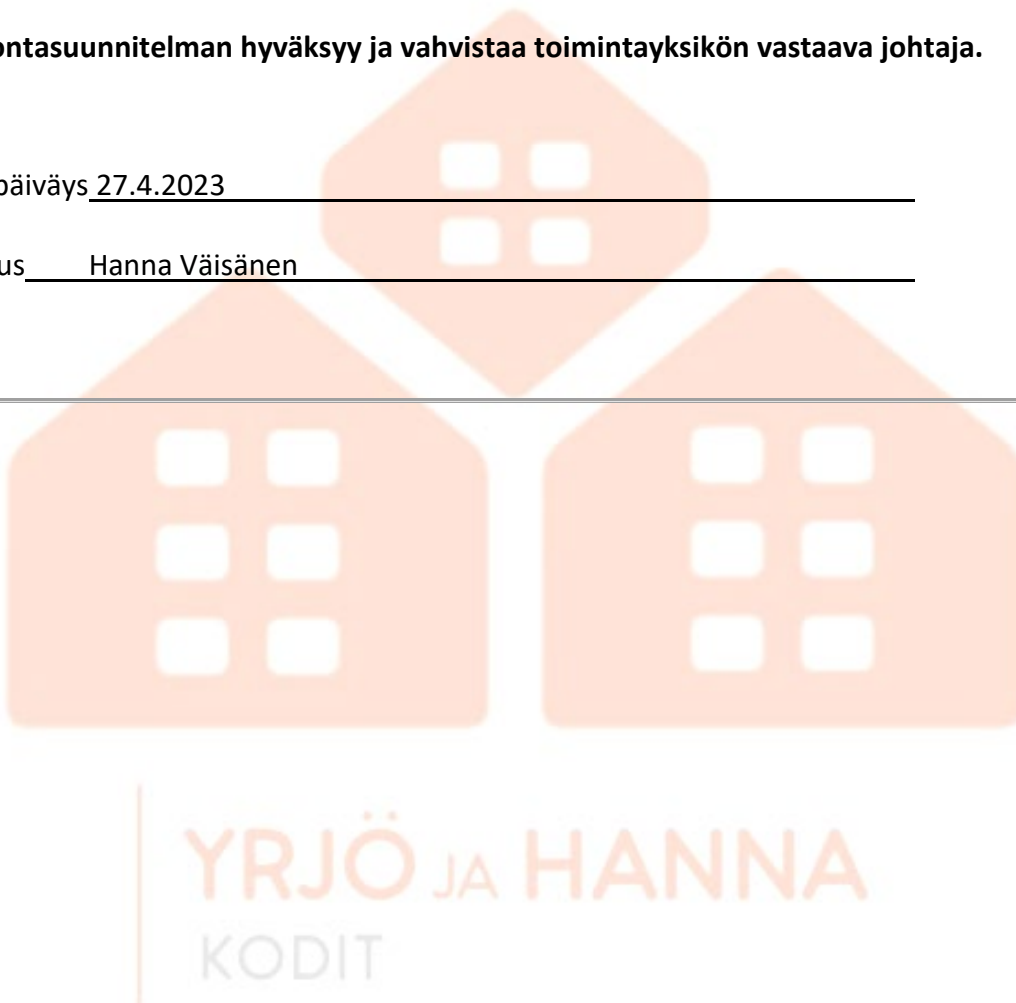 ontasuunnitelman hyväksyy ja vahvistaa toimintayksikön vastaava johtaja.
päiväys 27.4.2023
us Hanna Väisänen
YRJÖ JA HANNA
KODIT